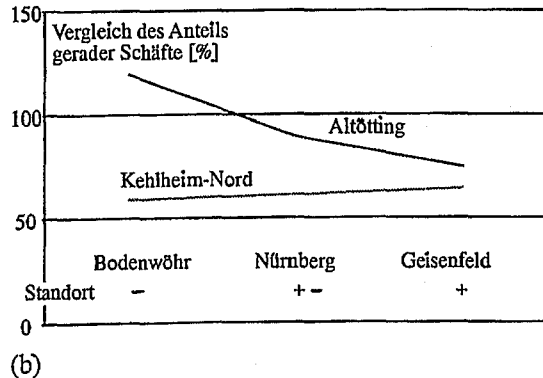 150
Vergleich des Anteils
gerader Schäfte [%]
100
Altötting
Kehlheim-Nord
50
Bodenwöhr Nürnberg Geisenfeld
Standort − + − +
0
(b)